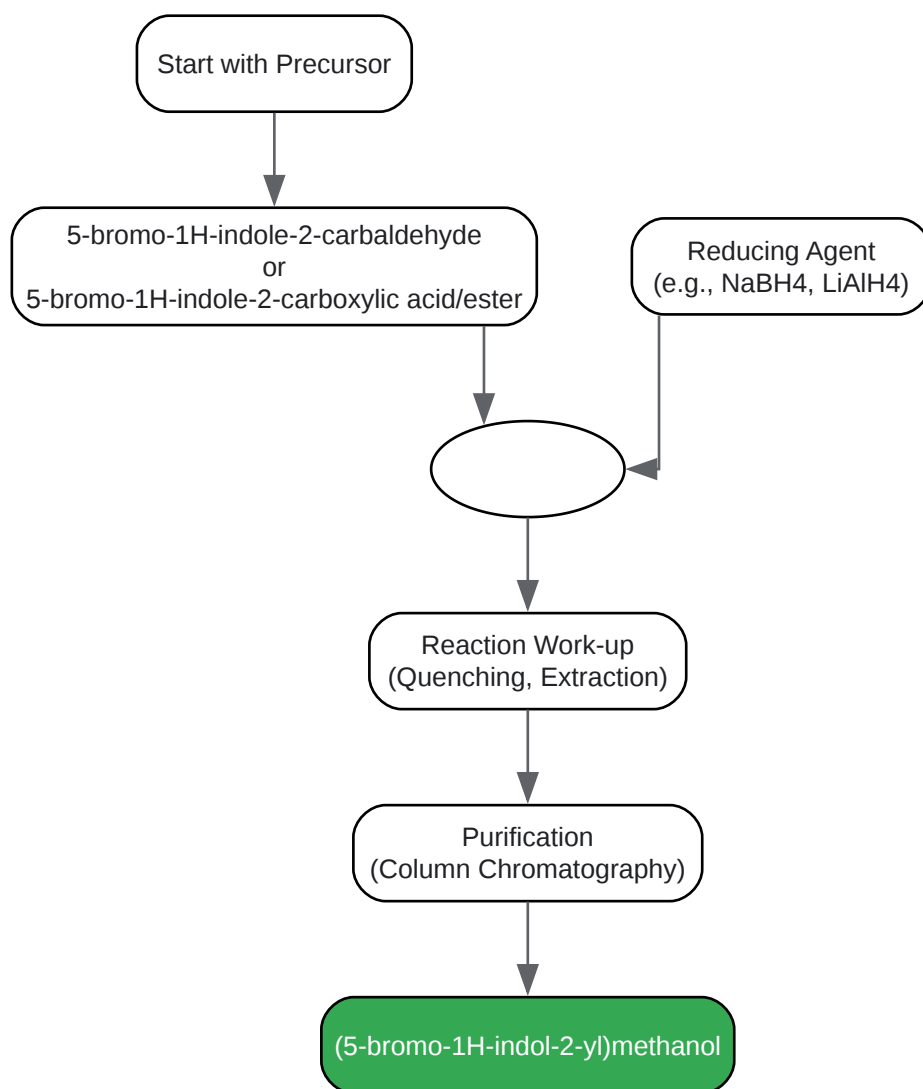 Start with Precursor
5-bromo-1H-indole-2-carbaldehyde
or
5-bromo-1H-indole-2-carboxylic acid/ester
Reducing Agent
(e.g., NaBH4, LiAlH4)
Reaction Work-up
(Quenching, Extraction)
Purification
(Column Chromatography)
(5-bromo-1H-indol-2-yl)methanol